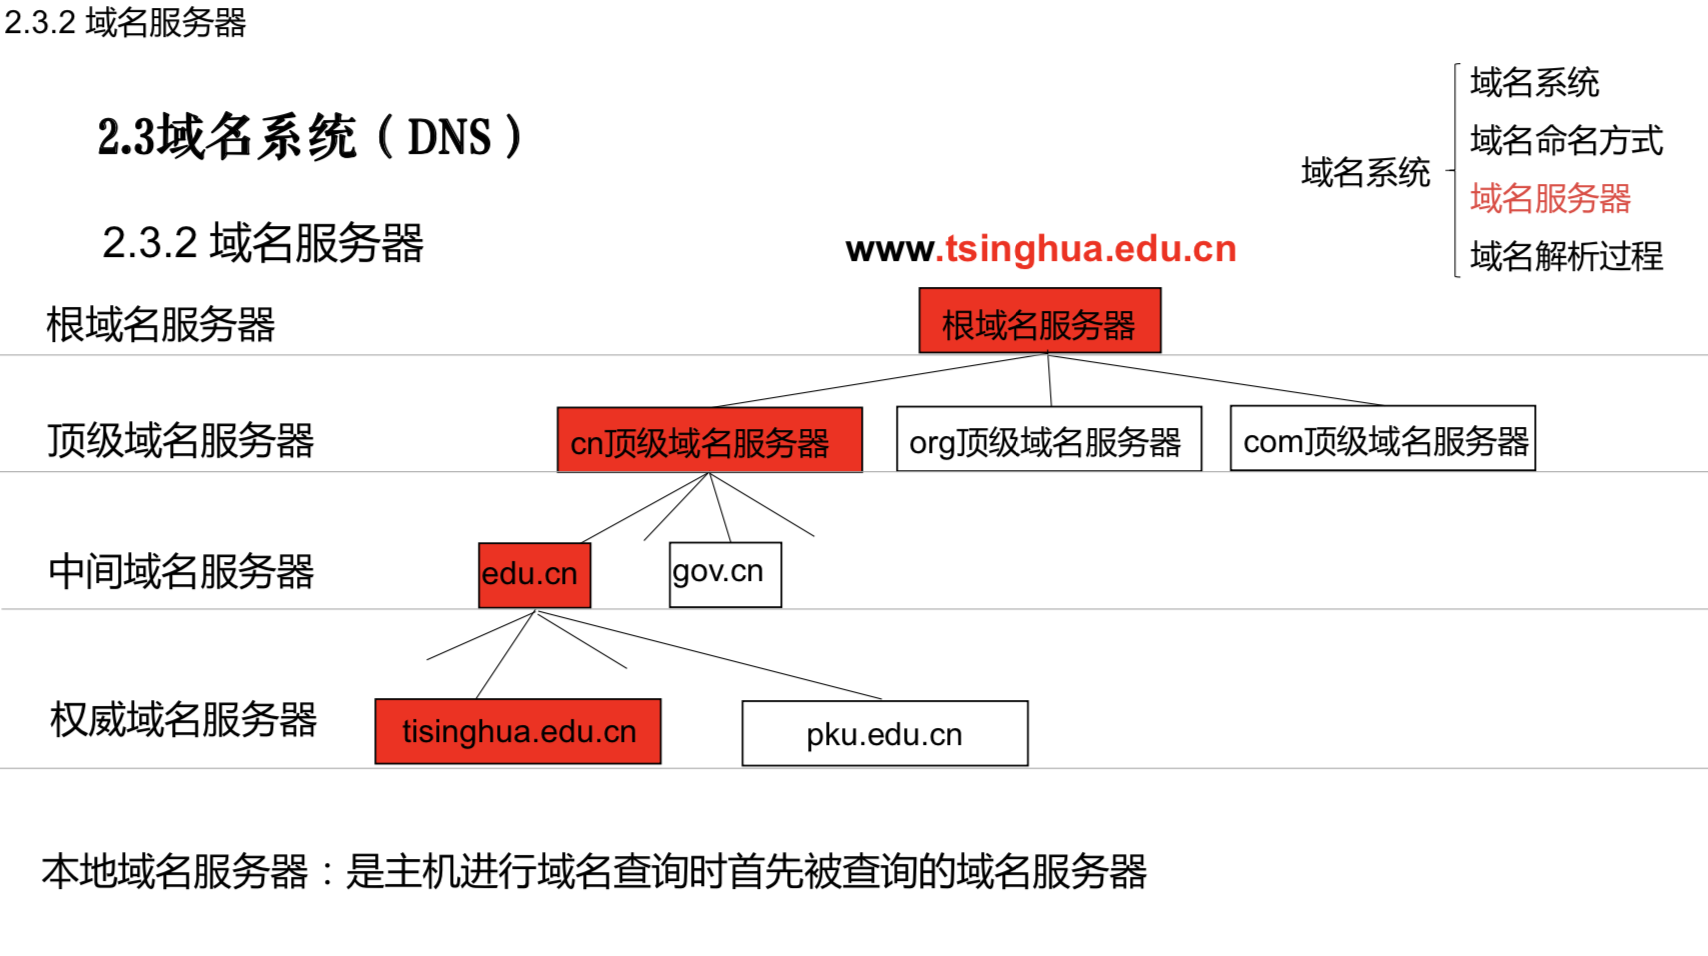 2.3.2 域名服务器
2.3域名系统（DNS）
域名系统
域名系统
域名命名方式
域名服务器
域名解析过程
2.3.2 域名服务器
www.tsinghua.edu.cn
根域名服务器
根域名服务器
顶级域名服务器
cn顶级域名服务器
org顶级域名服务器
com顶级域名服务器
中间域名服务器
edu.cn
gov.cn
权威域名服务器
tisinghua.edu.cn
pku.edu.cn
本地域名服务器：是主机进行域名查询时首先被查询的域名服务器